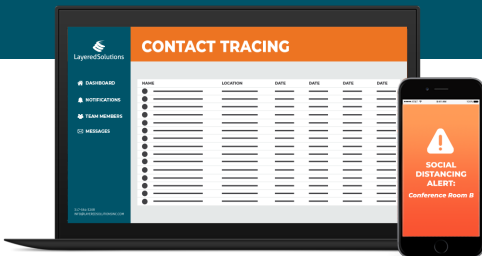 LayeredSolutions
CONTACT TRACING
DASHBOARD
NOTIFICATIONS
TEAM MEMBERS
MESSAGES
NAME LOCATION DATE DATE DATE DATE
SOCIAL
DISTANCING
ALERT:
Conference Room B